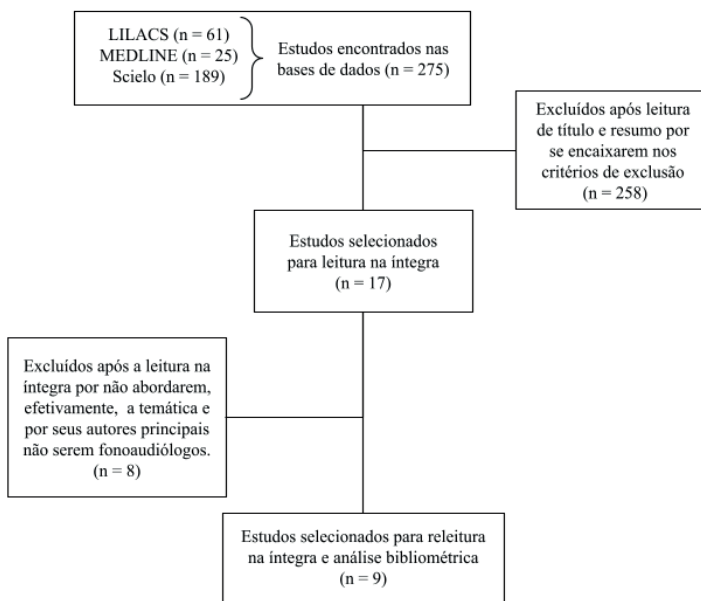 LILACS (n = 61)
MEDLINE (n = 25)
Scielo (n = 189)
Estudos encontrados nas
bases de dados (n = 275)
Excluídos após leitura
de título e resumo por
se encaixarem nos
critérios de exclusão
(n = 258)
Estudos selecionados
para leitura na íntegra
(n = 17)
Excluídos após a leitura na
íntegra por não abordarem,
efetivamente, a temática e
por seus autores principais
não serem fonoaudiólogos.
(n = 8)
Estudos selecionados para releitura
na íntegra e análise bibliométrica
(n = 9)